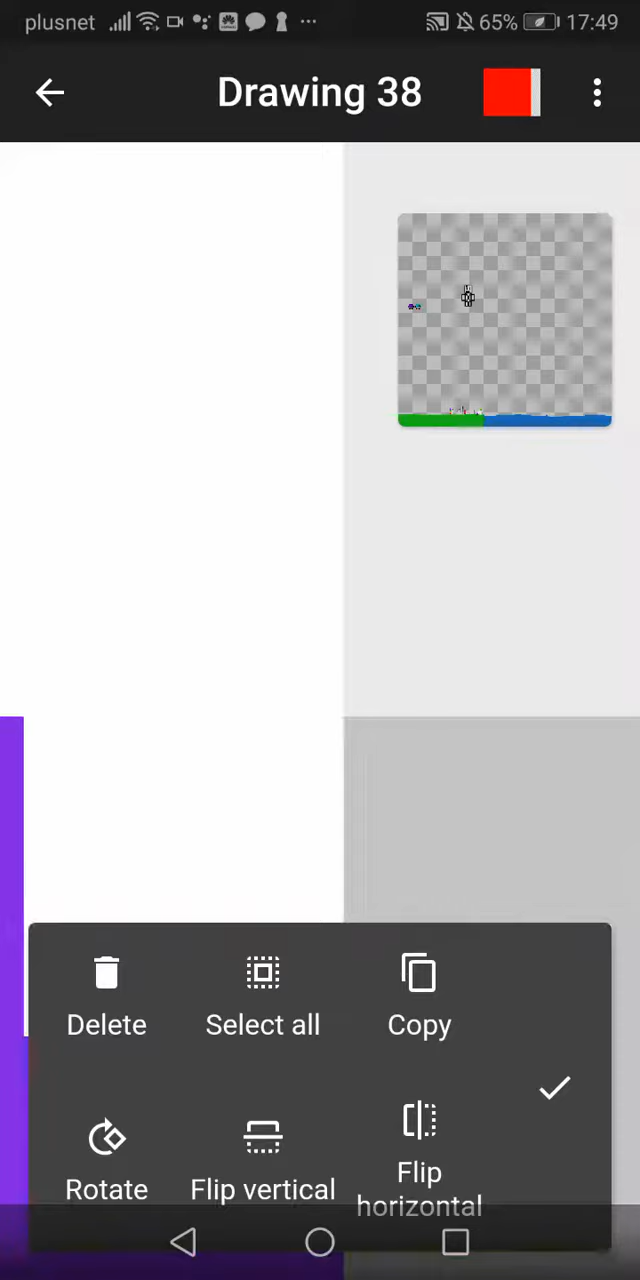 plusnet 65% 17:49
Drawing 38
Delete Select all Copy
Rotate Flip vertical Flip
horizontal